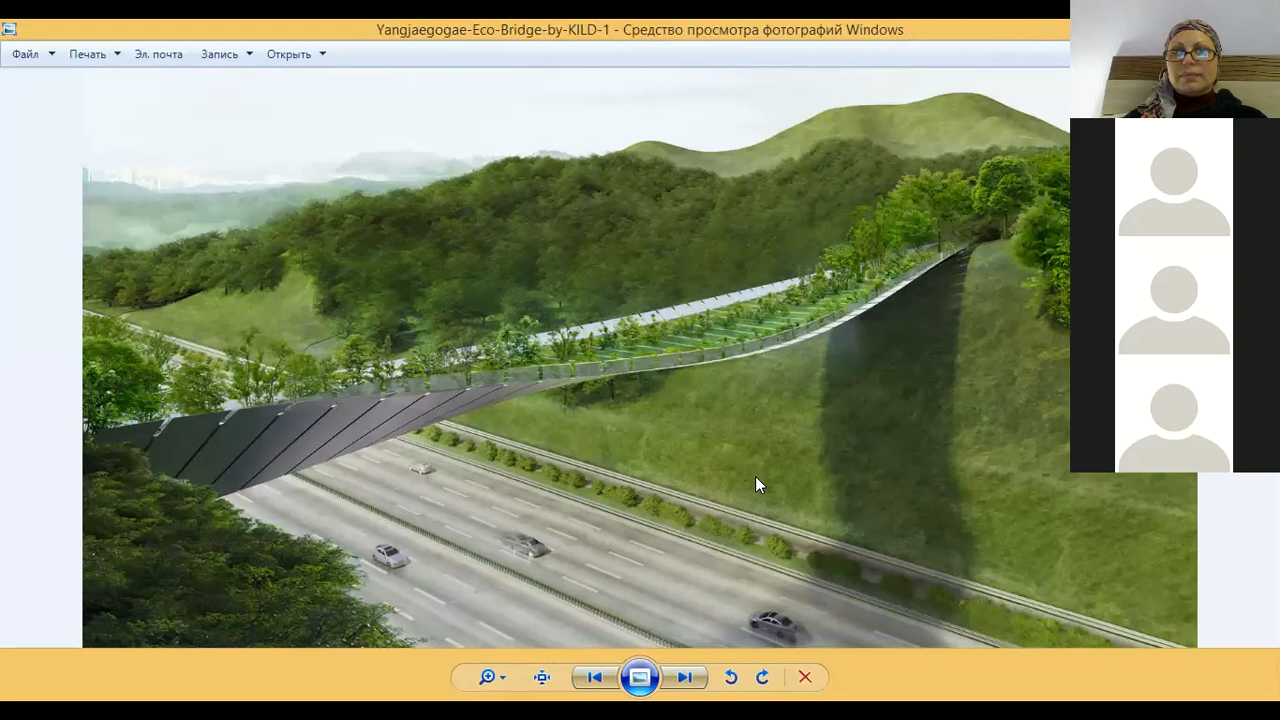 Yangjaegogae-Eco-Bridge-by-KILD-1 - Средство просмотра фотографий Windows
Файл Печать Эл. почта Запись Открыть